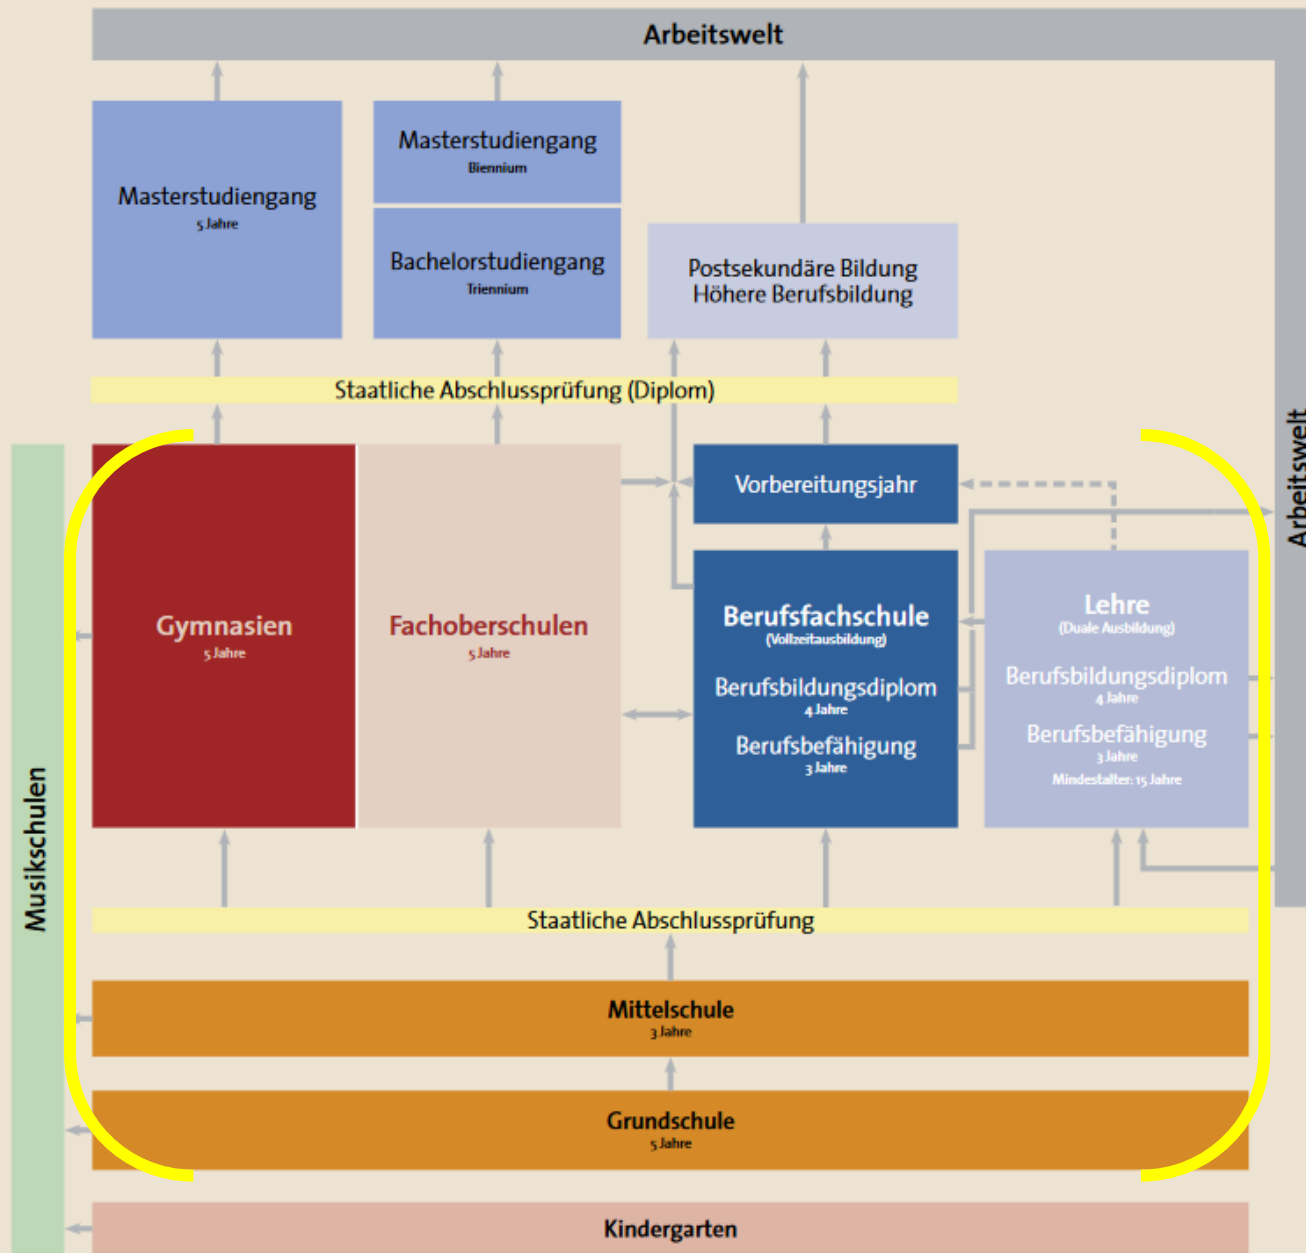 Arbeitswelt
Masterstudiengang
5 Jahre
Masterstudiengang
Biennium
Bachelorstudiengang
Triennium
Postsekundäre Bildung
Höhere Berufsbildung
Staatliche Abschlussprüfung (Diplom)
Arbeitswelt
Musikschulen
Gymnasien
5 Jahre
Fachoberschulen
5 Jahre
Vorbereitungsjahr
Berufsfachschule
(Vollzeitausbildung)
Berufsbildungsdiplom
4 Jahre
Berufsbefähigung
3 Jahre
Lehre
(Duale Ausbildung)
Berufsbildungsdiplom
4 Jahre
Berufsbefähigung
3 Jahre
Mindestalter: 15 Jahre
Staatliche Abschlussprüfung
Mittelschule
3 Jahre
Grundschule
5 Jahre
Kindergarten